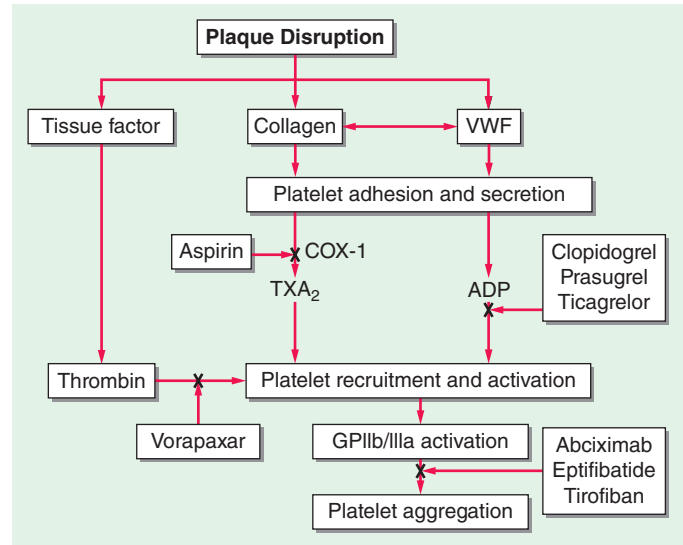 Plaque Disruption
Tissue factor
Collagen
VWF
Platelet adhesion and secretion
Aspirin
COX-1
Clopidogrel
Prasugrel
Ticagrelor
TXA₂
ADP
Thrombin
Platelet recruitment and activation
Vorapaxar
GPIIb/IIIa activation
Abciximab
Eptifibatide
Tirofiban
Platelet aggregation